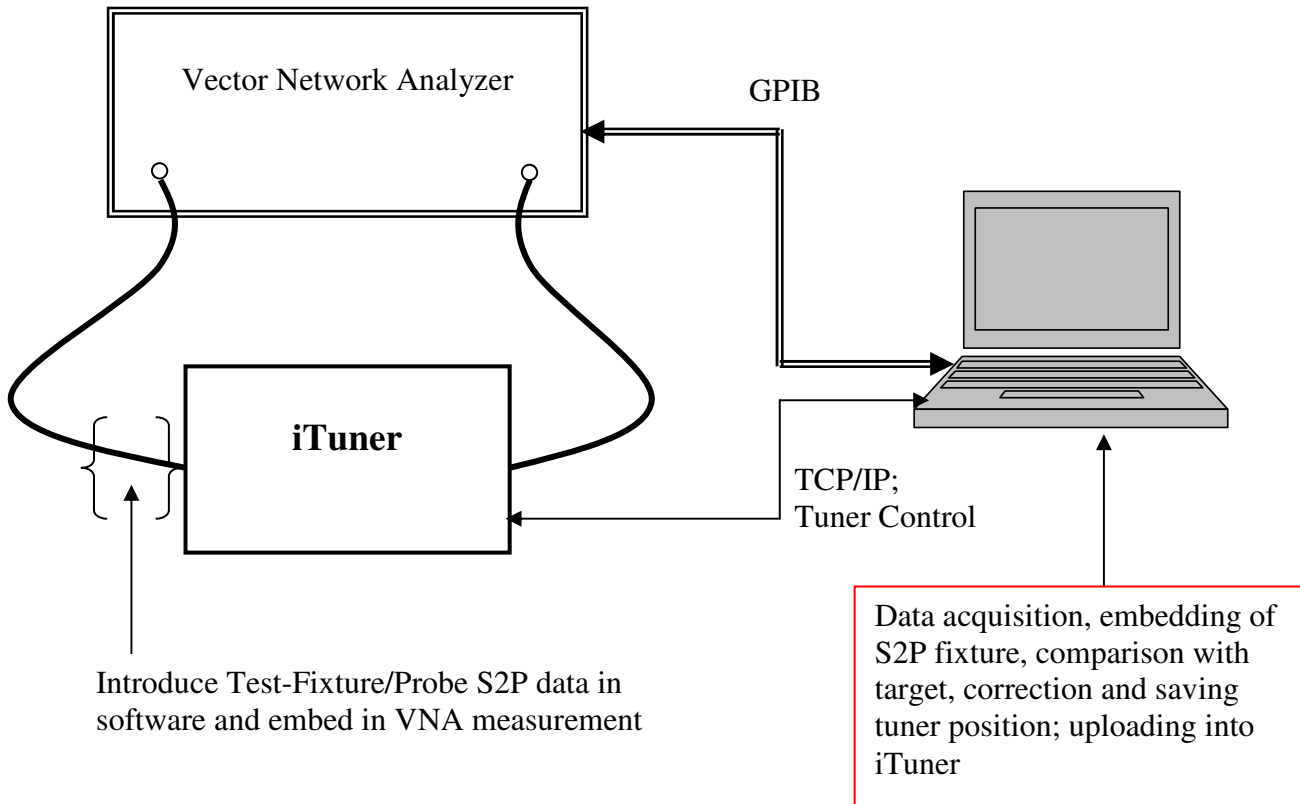 Vector Network Analyzer
GPIB
iTuner
TCP/IP;
Tuner Control
Introduce Test-Fixture/Probe S2P data in
software and embed in VNA measurement
Data acquisition, embedding of
S2P fixture, comparison with
target, correction and saving
tuner position; uploading into
iTuner